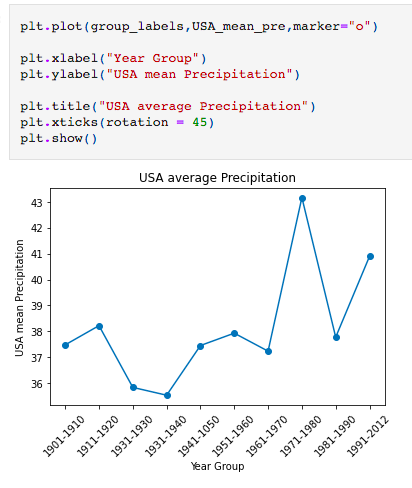 plt.plot(group_labels,USA_mean_pre,marker="o")
plt.xlabel("Year Group")
plt.ylabel("USA mean Precipitation")
plt.title("USA average Precipitation")
plt.xticks(rotation = 45)
plt.show()
USA average Precipitation
USA mean Precipitation
43
42
41
40
39
38
37
36
1901-1910
1911-1920
1931-1930
1931-1940
1941-1050
1951-1960
1961-1970
1971-1980
1981-1990
1991-2012
Year Group